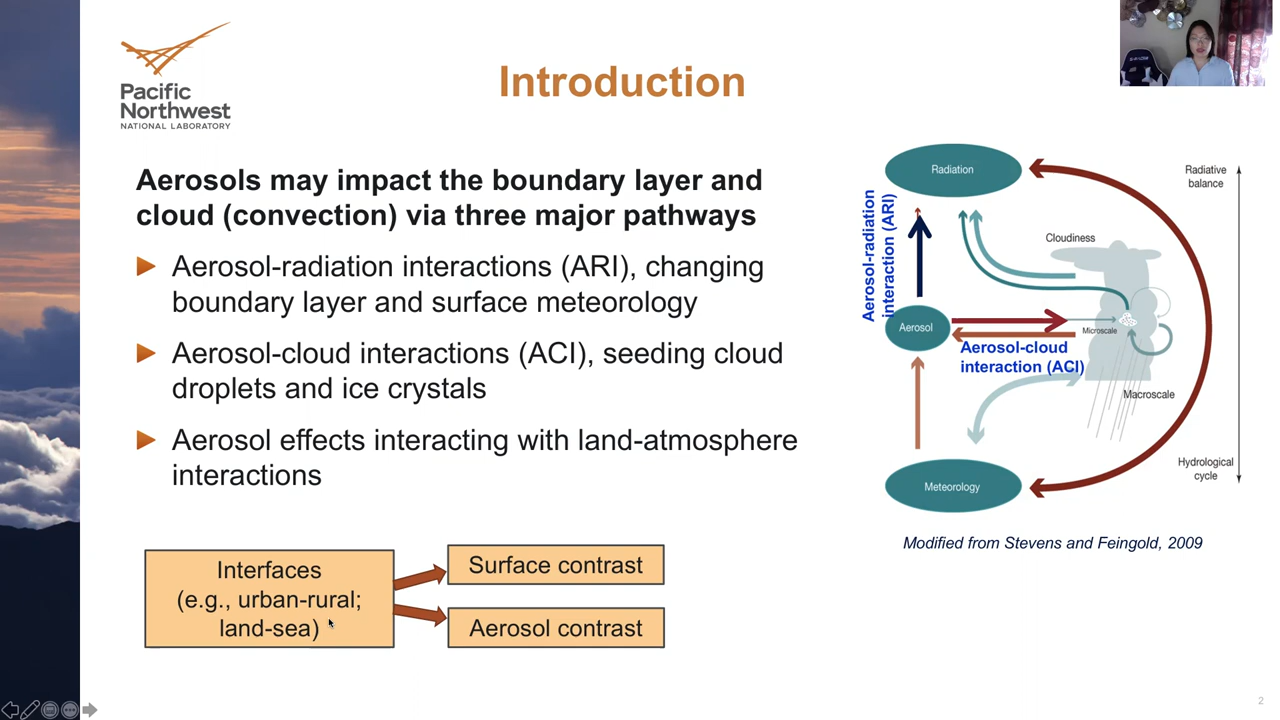 Pacific
Northwest
NATIONAL LABORATORY
Introduction
Aerosols may impact the boundary layer and
cloud (convection) via three major pathways
Aerosol-radiation interactions (ARI), changing
boundary layer and surface meteorology
Aerosol-cloud interactions (ACI), seeding cloud
droplets and ice crystals
Aerosol effects interacting with land-atmosphere
interactions
Interfaces
(e.g., urban-rural;
land-sea)
Surface contrast
Aerosol contrast
Radiation
Radiative
balance
Aerosol-radiation
interaction (ARI)
Cloudiness
Aerosol
Microscale
Aerosol-cloud
interaction (ACI)
Macroscale
Hydrological
cycle
Meteorology
Modified from Stevens and Feingold, 2009
2